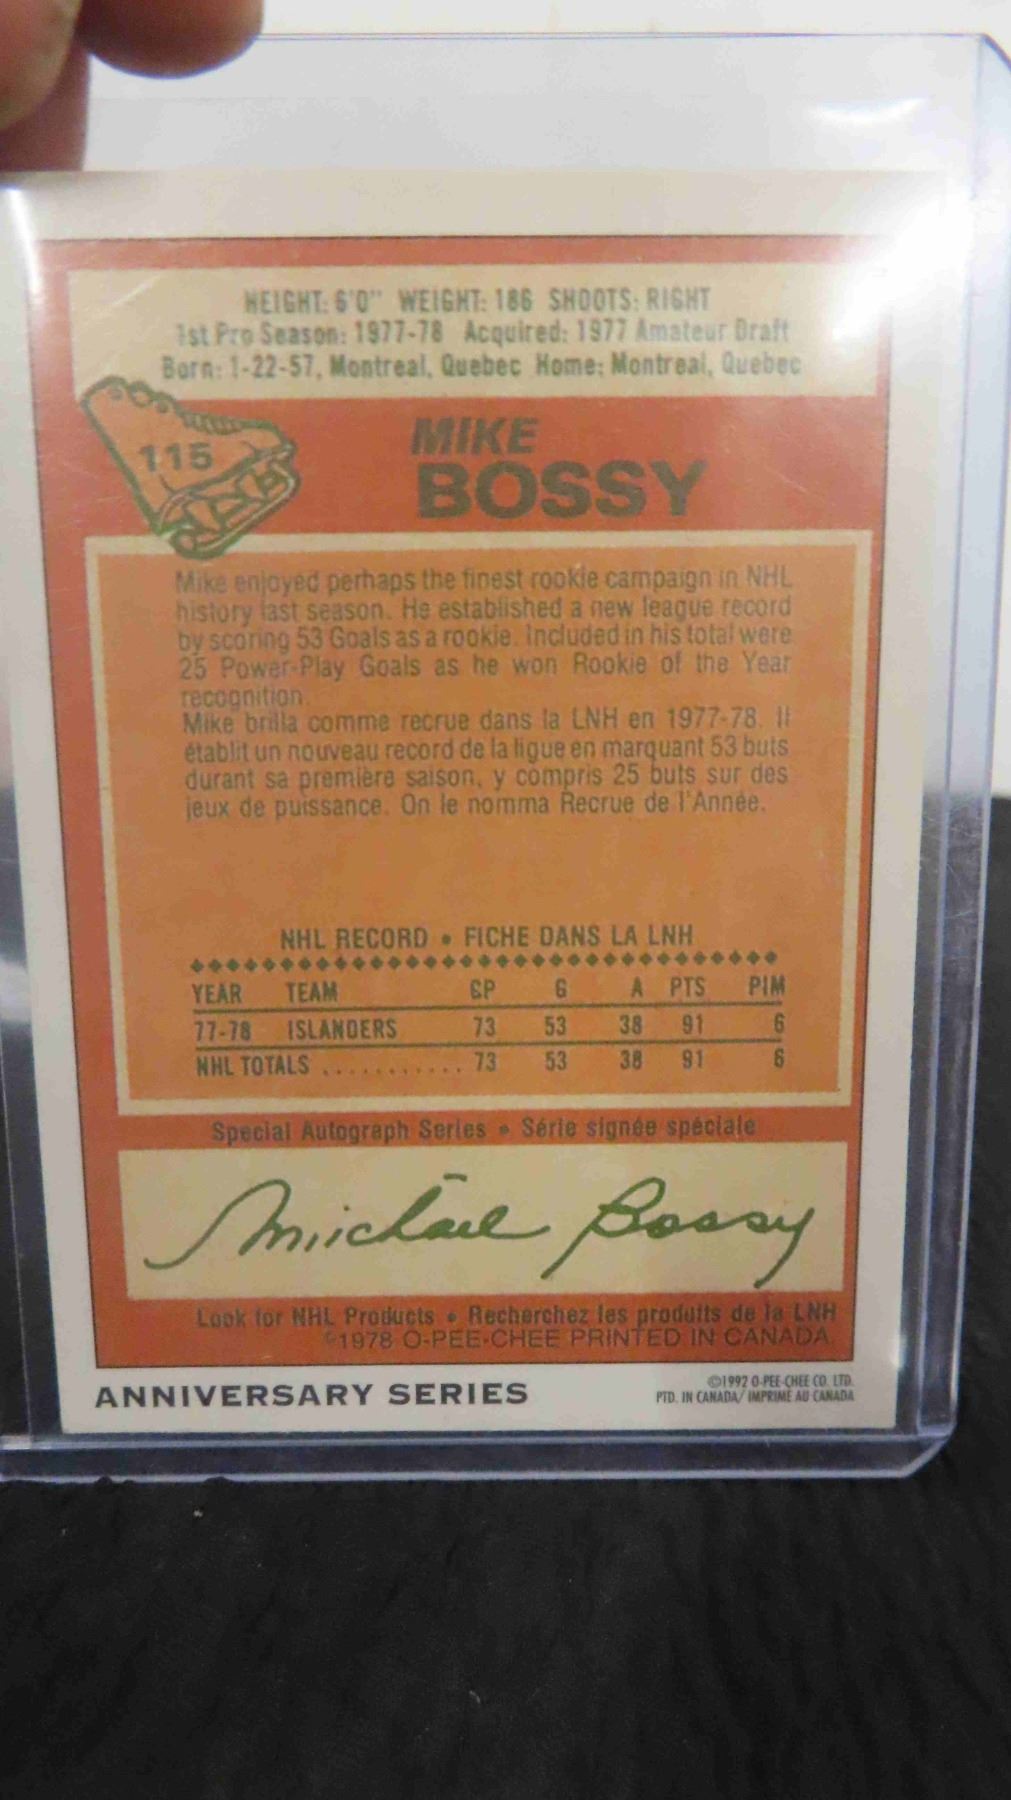 HEIGHT: 6'0" WEIGHT: 186 SHOOTS: RIGHT
1st Pro Season: 1977-78 Acquired: 1977 Amateur Draft
Born: 1-22-57, Montreal, Quebec Home: Montreal, Quebec
115
MIKE
BOSSY
Mike enjoyed perhaps the finest rookie campaign in NHL
history last season. He established a new league record
by scoring 53 Goals as a rookie. Included in his total were
25 Power-Play Goals as he won Rookie of the Year
recognition.
Mike brilla comme recrue dans la LNH en 1977-78. Il
établit un nouveau record de la ligue en marquant 53 buts
durant sa première saison, y compris 25 buts sur des
jeux de puissance. On le nomma Recrue de l'Année.
NHL RECORD • FICHE DANS LA LNH
YEAR TEAM GP G A PTS PIM
77-78 ISLANDERS 73 53 38 91 6
NHL TOTALS ........... 73 53 38 91 6
Special Autograph Series • Série signée spéciale
Michael Bossy
Look for NHL Products • Recherchez les produits de la LNH
©1978 O-PEE-CHEE PRINTED IN CANADA.
ANNIVERSARY SERIES
©1992 O-PEE-CHEE CO. LTD.
PTD. IN CANADA/ IMPRIMÉ AU CANADA